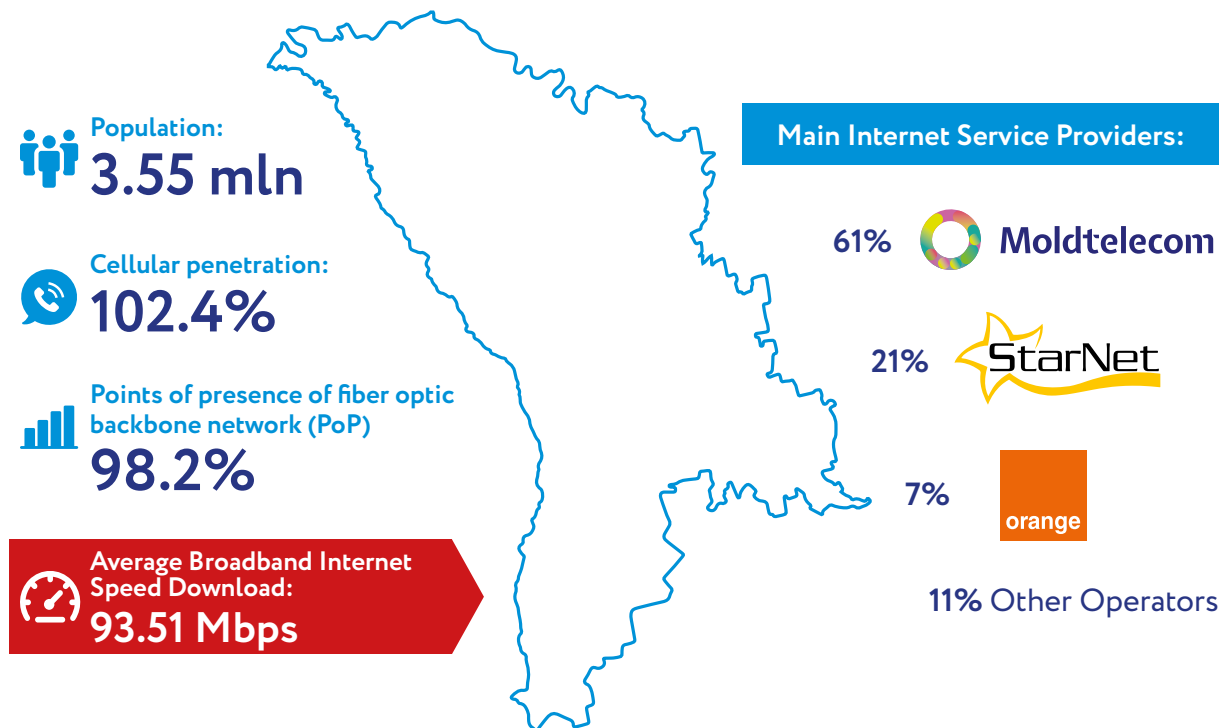 Population:
3.55 mln
Cellular penetration:
102.4%
Points of presence of fiber optic
backbone network (PoP)
98.2%
Average Broadband Internet
Speed Download:
93.51 Mbps
Main Internet Service Providers:
61% Moldtelecom
21% StarNet
7% orange
11% Other Operators